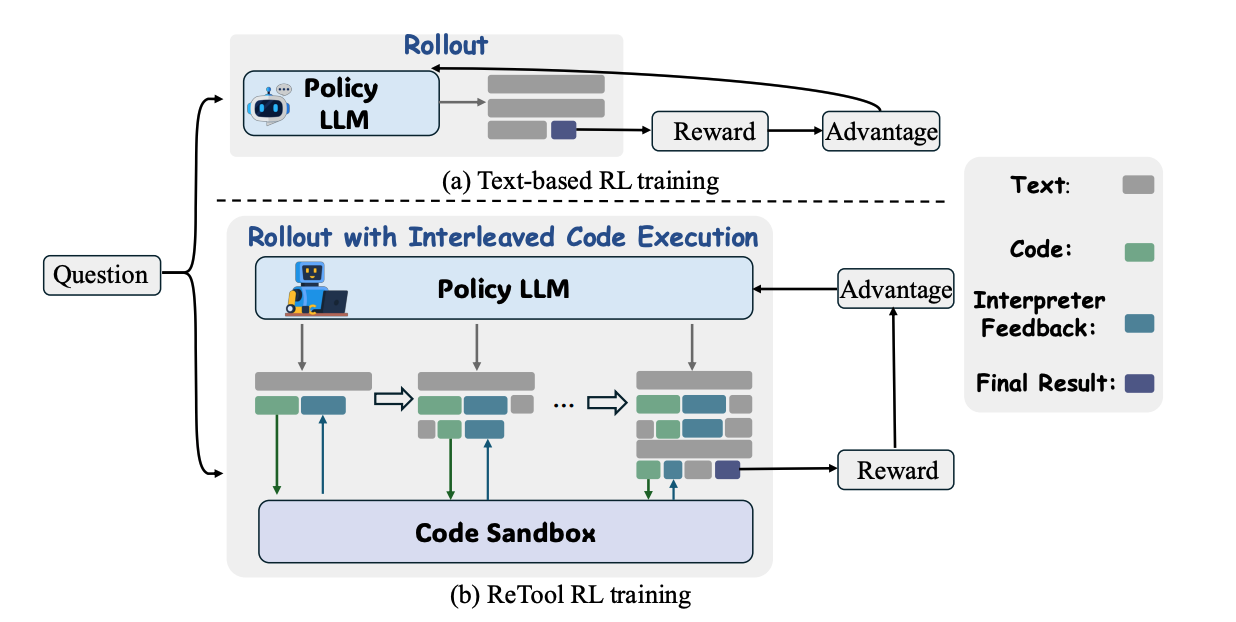 Rollout
Policy
LLM
Reward
Advantage
(a) Text-based RL training
Question
Rollout with Interleaved Code Execution
Policy LLM
...
Code Sandbox
Advantage
Reward
(b) ReTool RL training
Text:
Code:
Interpreter
Feedback:
Final Result: